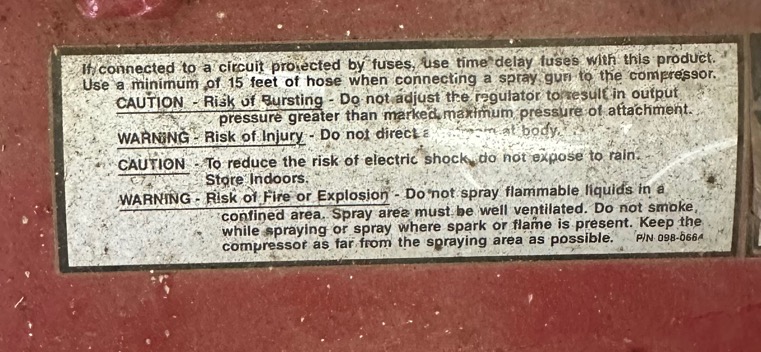 If connected to a circuit protected by fuses, use time delay fuses with this product.
Use a minimum of 15 feet of hose when connecting a spray gun to the compressor.
CAUTION - Risk of Bursting - Do not adjust the regulator to result in output
pressure greater than marked maximum pressure of attachment.
WARNING - Risk of Injury - Do not direct at body.
CAUTION - To reduce the risk of electric shock, do not expose to rain.
Store Indoors.
WARNING - Risk of Fire or Explosion - Do not spray flammable liquids in a
confined area. Spray area must be well ventilated. Do not smoke,
while spraying or spray where spark or flame is present. Keep the
compressor as far from the spraying area as possible. P/N 098-0664